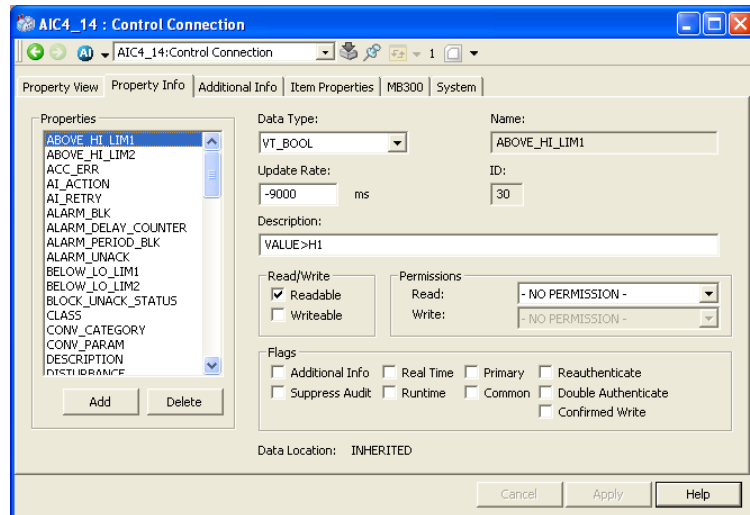 AIC4_14 : Control Connection
AIC4_14:Control Connection
1
Property View Property Info Additional Info Item Properties MB300 System
Properties
ABOVE_HI_LIM1
ABOVE_HI_LIM2
ACC_ERR
AI_ACTION
AI_RETRY
ALARM_BLK
ALARM_DELAY_COUNTER
ALARM_PERIOD_BLK
ALARM_UNACK
BELOW_LO_LIM1
BELOW_LO_LIM2
BLOCK_UNACK_STATUS
CLASS
CONV_CATEGORY
CONV_PARAM
DESCRIPTION
DISTURBANCE
Add Delete
Data Type: Name:
VT_BOOL ABOVE_HI_LIM1
Update Rate: ID:
-9000 ms 30
Description:
VALUE>H1
Read/Write Permissions
Readable Read: - NO PERMISSION -
Writeable Write: - NO PERMISSION -
Flags
Additional Info Real Time Primary Reauthenticate
Suppress Audit Runtime Common Double Authenticate
Confirmed Write
Data Location: INHERITED
Cancel Apply Help